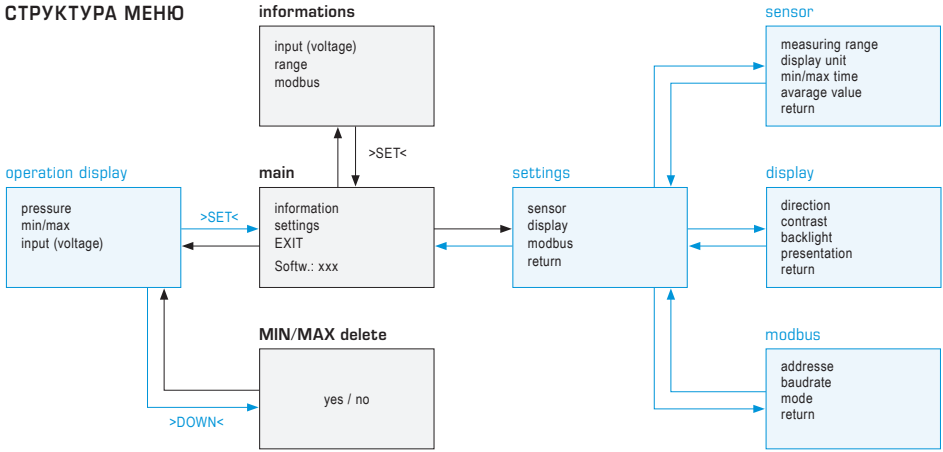 СТРУКТУРА МЕНЮ
informations
input (voltage)
range
modbus
>SET<
operation display
pressure
min/max
input (voltage)
>SET<
main
information
settings
EXIT
Softw.: xxx
MIN/MAX delete
yes / no
>DOWN<
settings
sensor
display
modbus
return
sensor
measuring range
display unit
min/max time
avarage value
return
display
direction
contrast
backlight
presentation
return
modbus
addresse
baudrate
mode
return